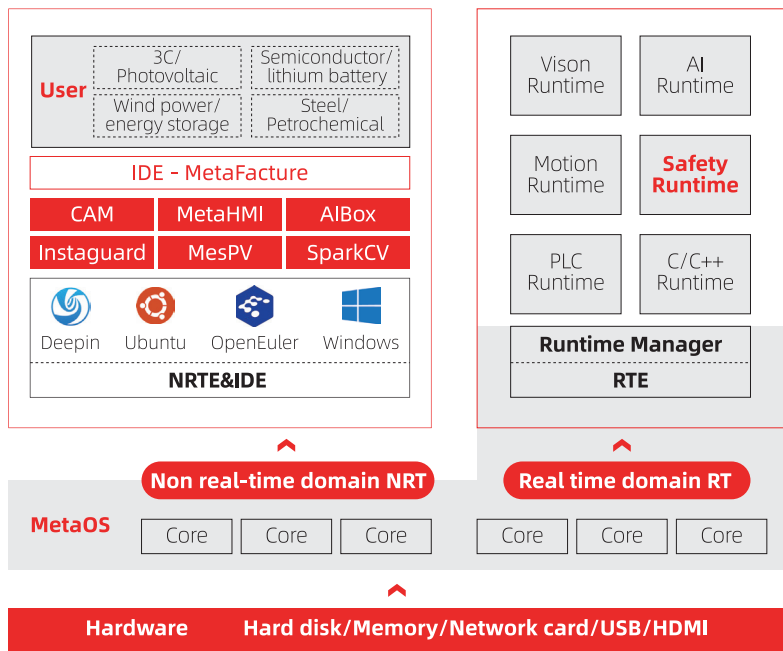 User
3C/
Photovoltaic
Semiconductor/
lithium battery
Wind power/
energy storage
Steel/
Petrochemical
IDE - MetaFacture
CAM
MetaHMI
AIBox
Instaguard
MesPV
SparkCV
Deepin
Ubuntu
OpenEuler
Windows
NRTE&IDE
Vison
Runtime
AI
Runtime
Motion
Runtime
Safety
Runtime
PLC
Runtime
C/C++
Runtime
Runtime Manager
RTE
Non real-time domain NRT
Real time domain RT
MetaOS
Core
Core
Core
Core
Core
Core
Hardware
Hard disk/Memory/Network card/USB/HDMI